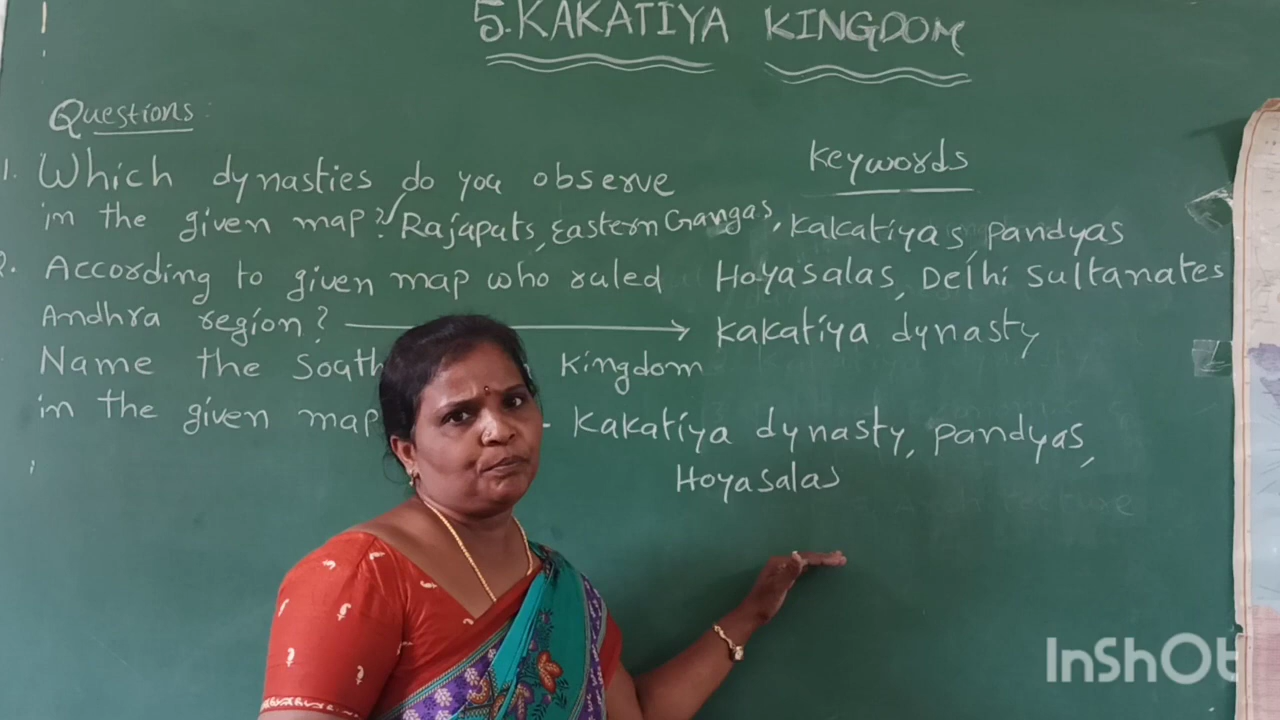 5. KAKATIYA KINGDOM
Questions:
Keywords
1. Which dynasties do you observe
in the given map? Rajaputs, Eastern Gangas, Kakatiyas, Pandyas
2. According to given map who ruled Hoyasalas, Delhi Sultanates
Andhra region? → Kakatiya dynasty
Name the South Kingdom
in the given map - Kakatiya dynasty, pandyas,
Hoyasalas
InShOt